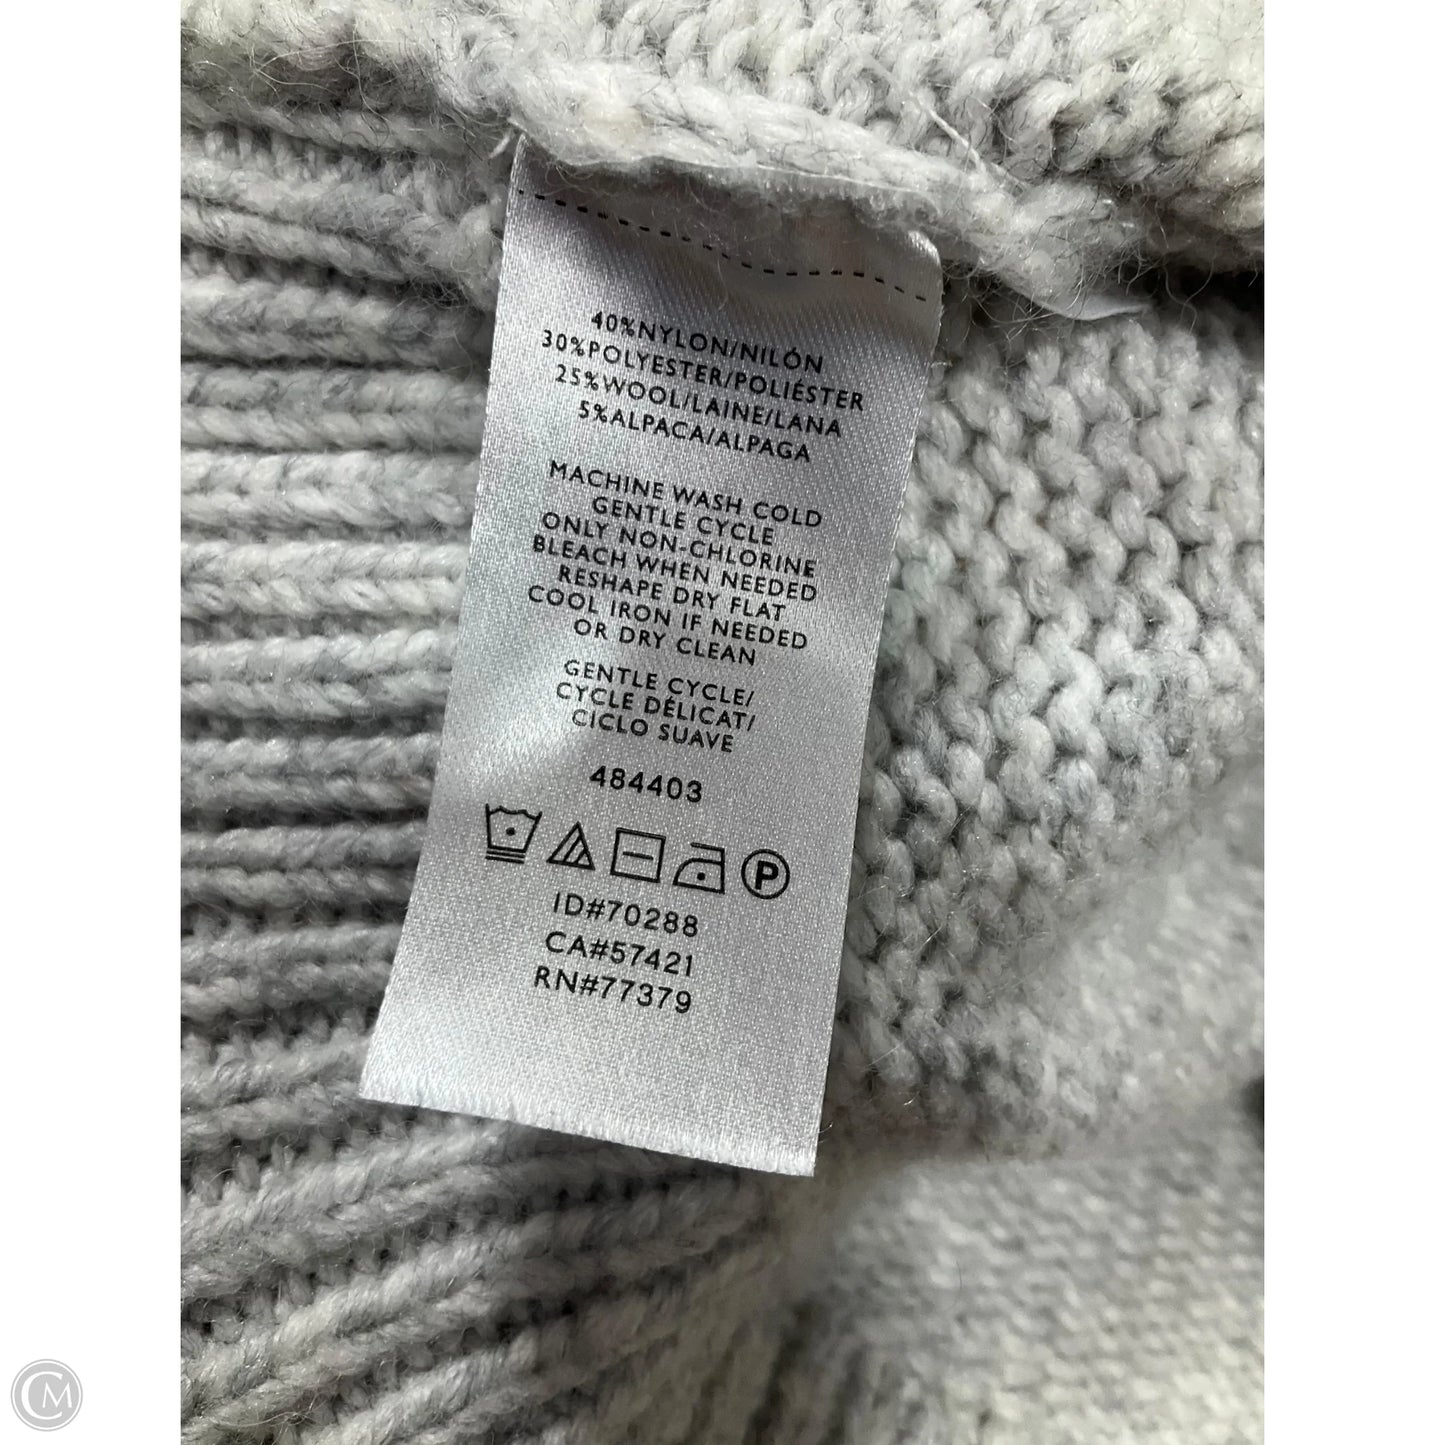 40%NYLON/NILÓN
30%POLYESTER/POLIÉSTER
25%WOOL/LAINE/LANA
5%ALPACA/ALPAGA
MACHINE WASH COLD
GENTLE CYCLE
ONLY NON-CHLORINE
BLEACH WHEN NEEDED
RESHAPE DRY FLAT
COOL IRON IF NEEDED
OR DRY CLEAN
GENTLE CYCLE/
CYCLE DÉLICAT/
CICLO SUAVE
484403
P
ID#70288
CA#57421
RN#77379
CM